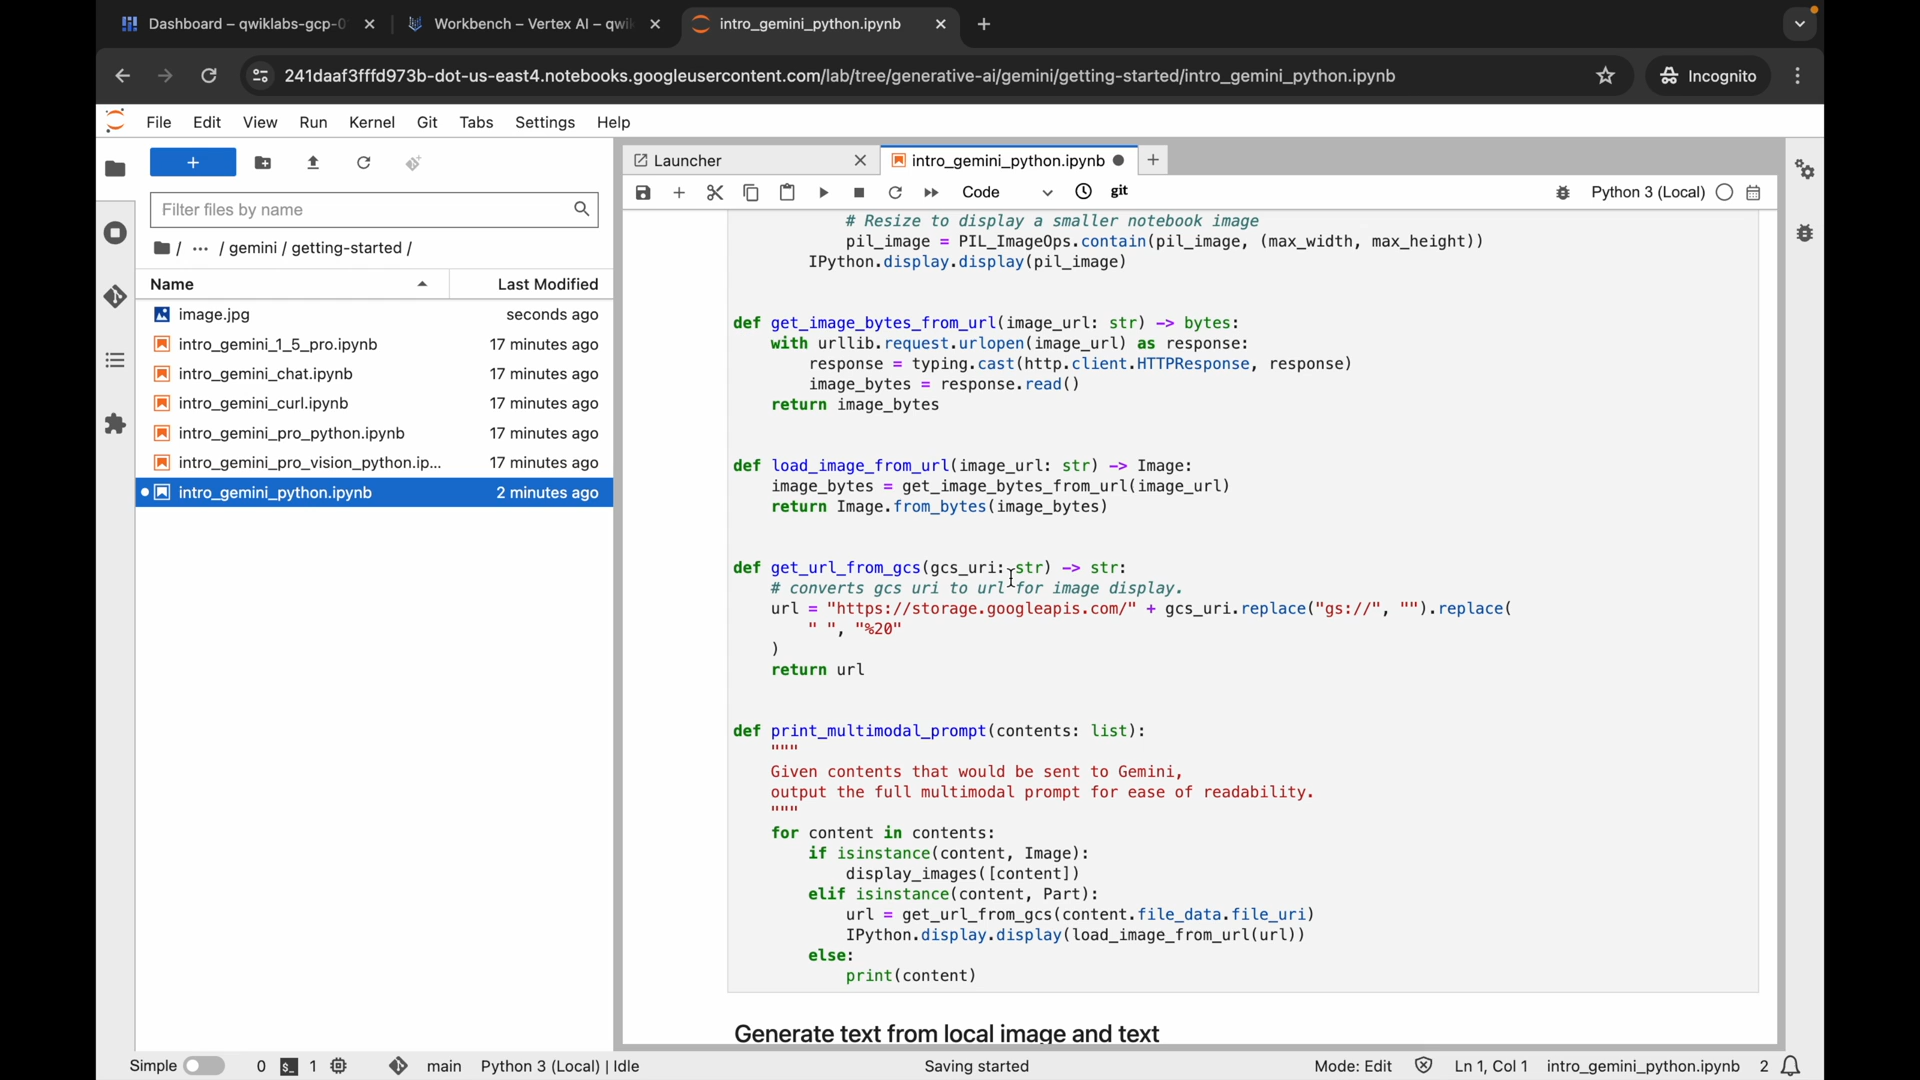 Dashboard – qwiklabs-gcp-0
Workbench – Vertex AI – qwi
intro_gemini_python.ipynb
241daaf3fffd973b-dot-us-east4.notebooks.googleusercontent.com/lab/tree/generative-ai/gemini/getting-started/intro_gemini_python.ipynb
Incognito
File Edit View Run Kernel Git Tabs Settings Help
Filter files by name
/ ... / gemini / getting-started /
Name Last Modified
image.jpg seconds ago
intro_gemini_1_5_pro.ipynb 17 minutes ago
intro_gemini_chat.ipynb 17 minutes ago
intro_gemini_curl.ipynb 17 minutes ago
intro_gemini_pro_python.ipynb 17 minutes ago
intro_gemini_pro_vision_python.ip... 17 minutes ago
intro_gemini_python.ipynb 2 minutes ago
Launcher
intro_gemini_python.ipynb
Code
git
Python 3 (Local)
# Resize to display a smaller notebook image
pil_image = PIL_ImageOps.contain(pil_image, (max_width, max_height))
IPython.display.display(pil_image)
def get_image_bytes_from_url(image_url: str) -> bytes:
with urllib.request.urlopen(image_url) as response:
response = typing.cast(http.client.HTTPResponse, response)
image_bytes = response.read()
return image_bytes
def load_image_from_url(image_url: str) -> Image:
image_bytes = get_image_bytes_from_url(image_url)
return Image.from_bytes(image_bytes)
def get_url_from_gcs(gcs_uri: str) -> str:
# converts gcs uri to url for image display.
url = "https://storage.googleapis.com/" + gcs_uri.replace("gs://", "").replace(
" ", "%20"
)
return url
def print_multimodal_prompt(contents: list):
"""
Given contents that would be sent to Gemini,
output the full multimodal prompt for ease of readability.
"""
for content in contents:
if isinstance(content, Image):
display_images([content])
elif isinstance(content, Part):
url = get_url_from_gcs(content.file_data.file_uri)
IPython.display.display(load_image_from_url(url))
else:
print(content)
Generate text from local image and text
Simple 0 1 main Python 3 (Local) | Idle Saving started Mode: Edit Ln 1, Col 1 intro_gemini_python.ipynb 2